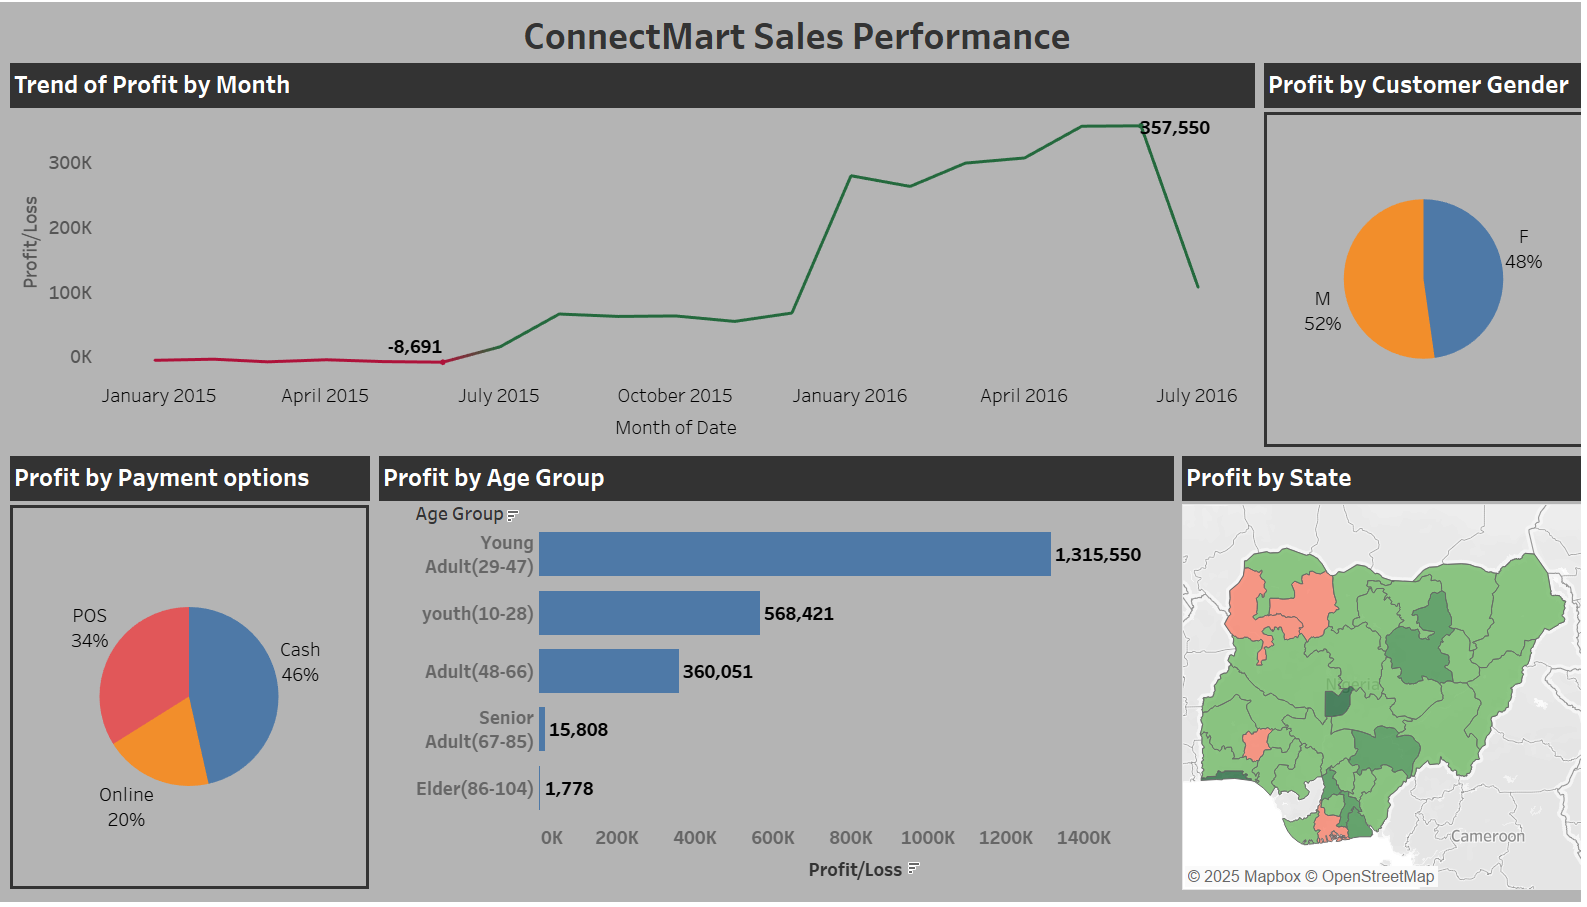 ConnectMart Sales Performance
Trend of Profit by Month
Profit/Loss
300K
200K
100K
0K
357,550
-8,691
January 2015
April 2015
July 2015
October 2015
January 2016
April 2016
July 2016
Month of Date
Profit by Customer Gender
F
48%
M
52%
Profit by Payment options
POS
34%
Cash
46%
Online
20%
Profit by Age Group
Age Group
Young
Adult(29-47)
1,315,550
youth(10-28)
568,421
Adult(48-66)
360,051
Senior
Adult(67-85)
15,808
Elder(86-104)
1,778
0K
200K
400K
600K
800K
1000K
1200K
1400K
Profit/Loss
Profit by State
Nigeria
Cameroon
© 2025 Mapbox © OpenStreetMap